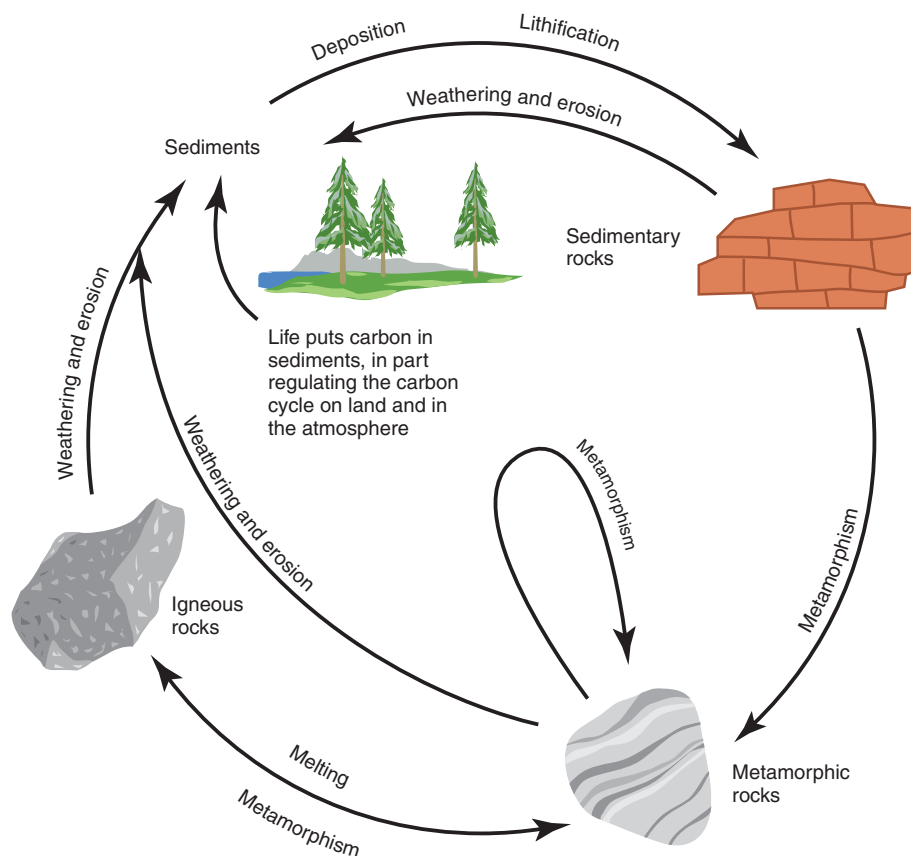 Deposition
Lithification
Weathering and erosion
Sediments
Sedimentary
rocks
Life puts carbon in
sediments, in part
regulating the carbon
cycle on land and in
the atmosphere
Weathering and erosion
Weathering and erosion
Metamorphism
Metamorphism
Igneous
rocks
Melting
Metamorphism
Metamorphic
rocks